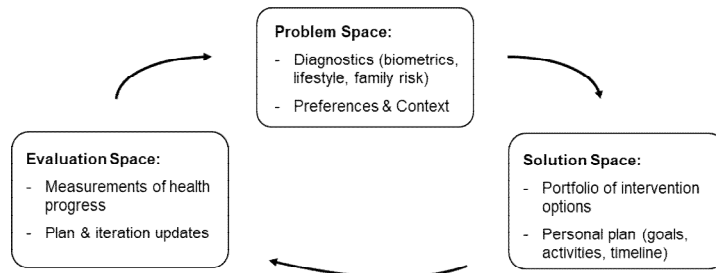 Problem Space:
- Diagnostics (biometrics,
lifestyle, family risk)
- Preferences & Context
Evaluation Space:
- Measurements of health
progress
- Plan & iteration updates
Solution Space:
- Portfolio of intervention
options
- Personal plan (goals,
activities, timeline)